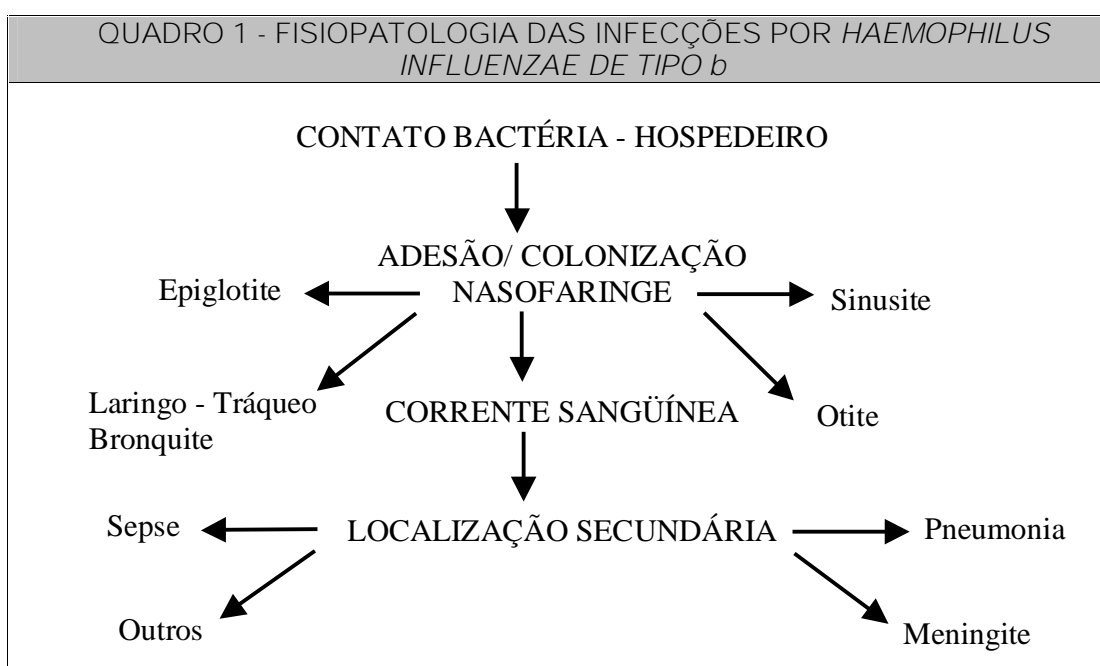 QUADRO 1 - FISIOPATOLOGIA DAS INFECÇÕES POR HAEMOPHILUS
INFLUENZAE DE TIPO b
CONTATO BACTÉRIA - HOSPEDEIRO
ADESÃO/ COLONIZAÇÃO
NASOFARINGE
Epiglotite
Sinusite
Laringo - Tráqueo
Bronquite
CORRENTE SANGÜÍNEA
Otite
Sepse
LOCALIZAÇÃO SECUNDÁRIA
Pneumonia
Outros
Meningite